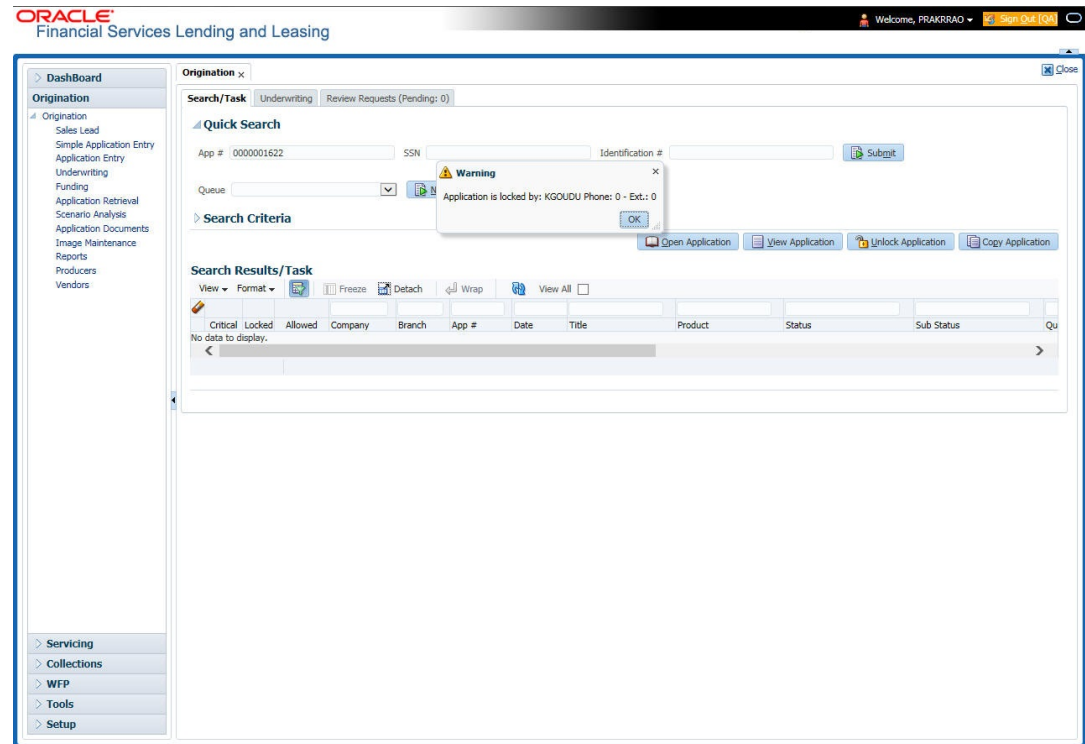 ORACLE
Financial Services Lending and Leasing
Welcome, PRAKRRAO
Sign Out [QA]
Close
DashBoard
Origination
Origination
Sales Lead
Simple Application Entry
Application Entry
Underwriting
Funding
Application Retrieval
Scenario Analysis
Application Documents
Image Maintenance
Reports
Producers
Vendors
Servicing
Collections
WFP
Tools
Setup
Origination x
Search/Task Underwriting Review Requests (Pending: 0)
Quick Search
App # 0000001622 SSN Identification # Submit
Queue N
Warning x
Application is locked by: KGOUDU Phone: 0 - Ext.: 0
OK
Search Criteria
Open Application View Application Unlock Application Copy Application
Search Results/Task
View Format Freeze Detach Wrap View All
Critical Locked Allowed Company Branch App # Date Title Product Status Sub Status Qu
No data to display.